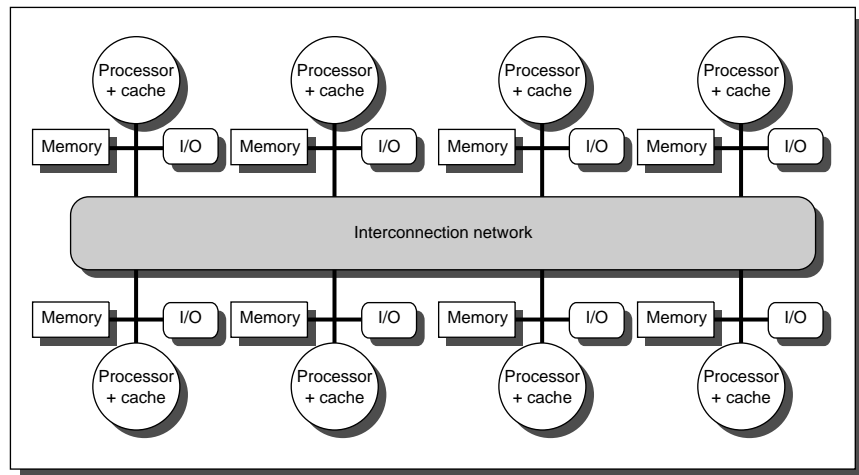 Processor
+ cache
Processor
+ cache
Processor
+ cache
Processor
+ cache
Memory
I/O
Memory
I/O
Memory
I/O
Memory
I/O
Interconnection network
Memory
I/O
Memory
I/O
Memory
I/O
Memory
I/O
Processor
+ cache
Processor
+ cache
Processor
+ cache
Processor
+ cache